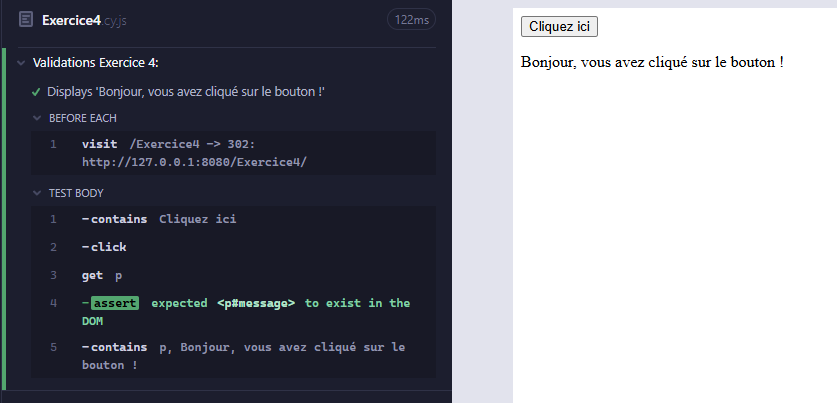 Exercice4.cy.js
122ms
Validations Exercice 4:
Displays 'Bonjour, vous avez cliqué sur le bouton !'
BEFORE EACH
1 visit /Exercice4 -> 302:
http://127.0.0.1:8080/Exercice4/
TEST BODY
1 -contains Cliquez ici
2 -click
3 get p
4 -assert expected <p#message> to exist in the
DOM
5 -contains p, Bonjour, vous avez cliqué sur le
bouton !
Cliquez ici
Bonjour, vous avez cliqué sur le bouton !